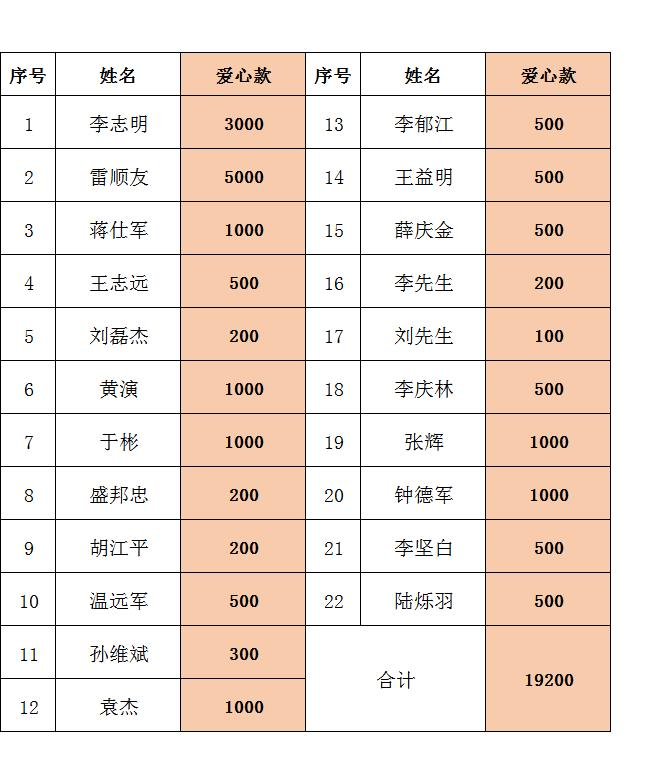 序号 姓名 爱心款 序号 姓名 爱心款
1 李志明 3000 13 李郁江 500
2 雷顺友 5000 14 王益明 500
3 蒋仕军 1000 15 薛庆金 500
4 王志远 500 16 李先生 200
5 刘磊杰 200 17 刘先生 100
6 黄演 1000 18 李庆林 500
7 于彬 1000 19 张辉 1000
8 盛邦忠 200 20 钟德军 1000
9 胡江平 200 21 李坚白 500
10 温远军 500 22 陆烁羽 500
11 孙维斌 300
合计 19200
12 袁杰 1000